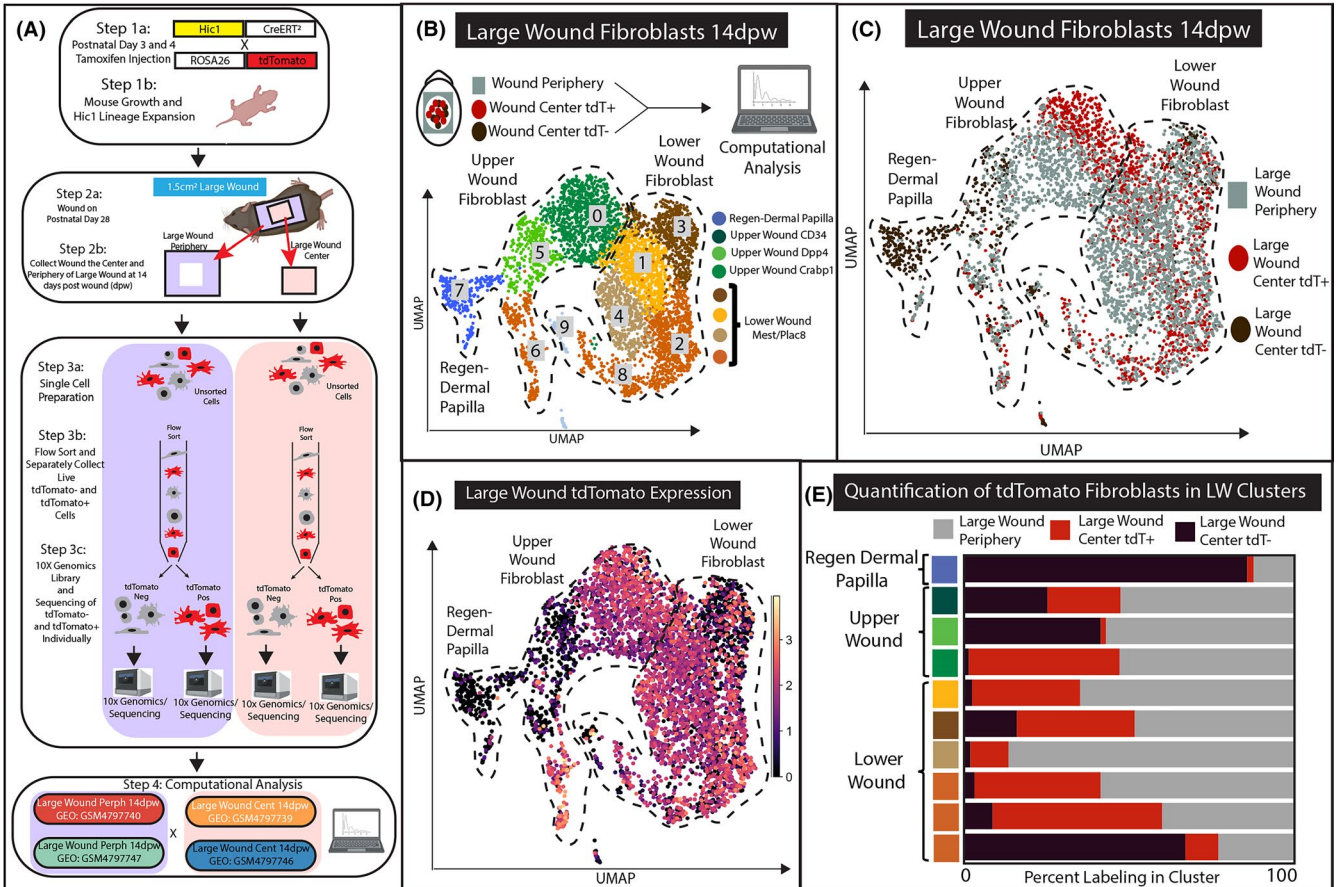 (A)
Step 1a:
Postnatal Day 3 and 4
Tamoxifen Injection
Hic1
CreERT²
X
ROSA26
tdTomato
Step 1b:
Mouse Growth and
Hic1 Lineage Expansion
Step 2a:
Wound on
Postnatal Day 28
1.5cm² Large Wound
Step 2b:
Collect Wound the Center and
Periphery of Large Wound at 14
days post wound (dpw)
Large Wound
Periphery
Large Wound
Center
Step 3a:
Single Cell
Preparation
Unsorted
Cells
Unsorted
Cells
Step 3b:
Flow Sort and
Separately Collect
Live
tdTomato- and
tdTomato+
Cells
Flow
Sort
Flow
Sort
Step 3c:
10X Genomics
Library
and
Sequencing of
tdTomato-
and tdTomato+
Individually
tdTomato
Neg
tdTomato
Pos
tdTomato
Neg
tdTomato
Pos
10x Genomics/
Sequencing
10x Genomics/
Sequencing
10x Genomics/
Sequencing
10x Genomics/
Sequencing
Step 4: Computational Analysis
Large Wound Perph 14dpw
GEO: GSM4797740
Large Wound Cent 14dpw
GEO: GSM4797739
X
Large Wound Perph 14dpw
GEO: GSM4797747
Large Wound Cent 14dpw
GEO: GSM4797746
(B)
Large Wound Fibroblasts 14dpw
Wound Periphery
Wound Center tdT+
Wound Center tdT-
Computational
Analysis
Upper
Wound
Fibroblast
Lower
Wound
Fibroblast
Regen-
Dermal
Papilla
0
1
2
3
4
5
6
7
8
9
Regen-Dermal Papilla
Upper Wound CD34
Upper Wound Dpp4
Upper Wound Crabp1
Lower Wound
Mest/Plac8
UMAP
UMAP
(C)
Large Wound Fibroblasts 14dpw
Upper
Wound
Fibroblast
Lower
Wound
Fibroblast
Regen-
Dermal
Papilla
Large
Wound
Periphery
Large
Wound
Center tdT+
Large
Wound
Center tdT-
UMAP
UMAP
(D)
Large Wound tdTomato Expression
Upper
Wound
Fibroblast
Lower
Wound
Fibroblast
Regen-
Dermal
Papilla
3
2
1
0
UMAP
UMAP
(E)
Quantification of tdTomato Fibroblasts in LW Clusters
Large Wound
Periphery
Large Wound
Center tdT+
Large Wound
Center tdT-
Regen Dermal
Papilla
Upper
Wound
Lower
Wound
0
Percent Labeling in Cluster
100